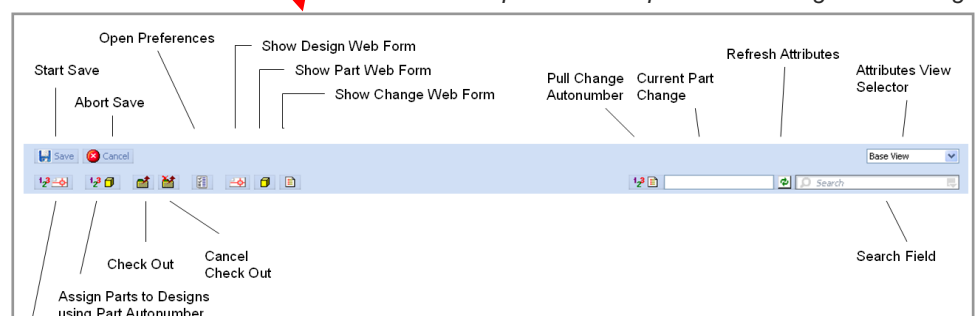 Open Preferences
Show Design Web Form
Refresh Attributes
Start Save
Show Part Web Form
Pull Change
Autonumber
Current Part
Change
Attributes View
Selector
Abort Save
Show Change Web Form
Save
Cancel
Base View
Search
Check Out
Cancel
Check Out
Search Field
Assign Parts to Designs
using Part Autonumber